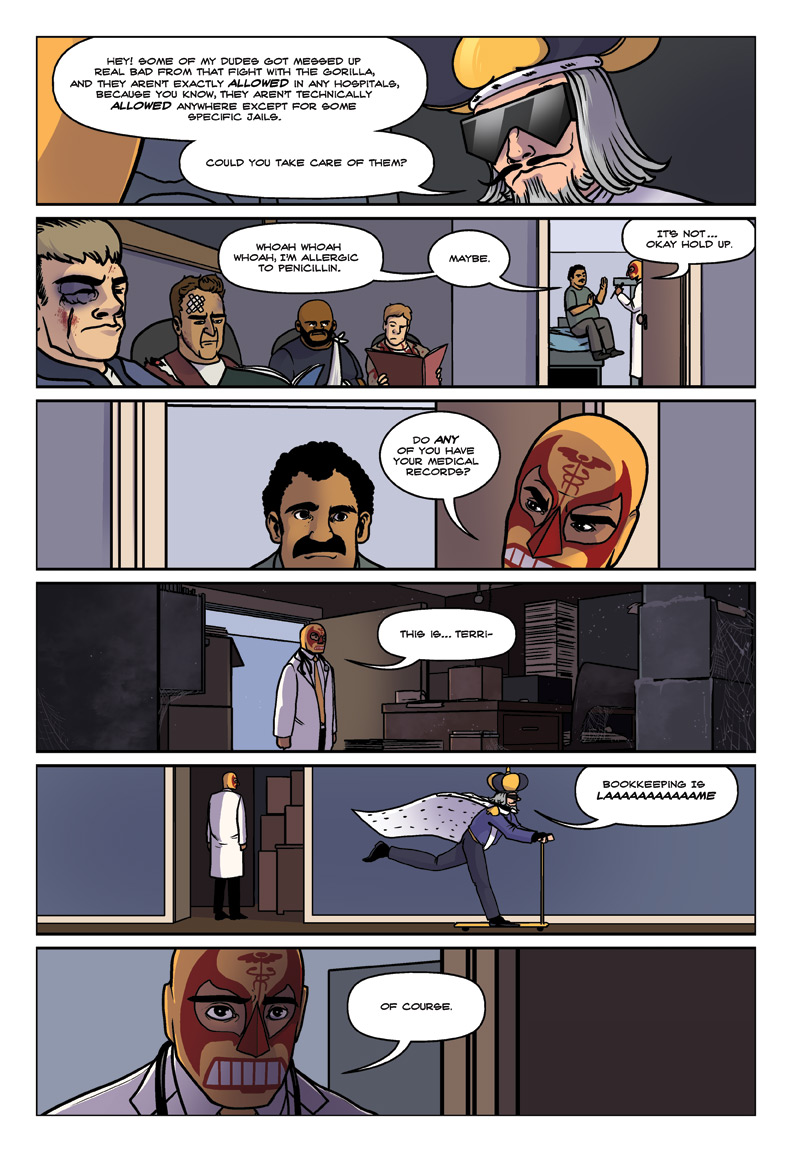 HEY! SOME OF MY DUDES GOT MESSED UP
REAL BAD FROM THAT FIGHT WITH THE GORILLA,
AND THEY AREN'T EXACTLY ALLOWED IN ANY HOSPITALS,
BECAUSE YOU KNOW, THEY AREN'T TECHNICALLY
ALLOWED ANYWHERE EXCEPT FOR SOME
SPECIFIC JAILS.
COULD YOU TAKE CARE OF THEM?
WHOAH WHOAH
WHOAH, I'M ALLERGIC
TO PENICILLIN.
MAYBE.
IT'S NOT...
OKAY HOLD UP.
DO ANY
OF YOU HAVE
YOUR MEDICAL
RECORDS?
THIS IS... TERRI-
BOOKKEEPING IS
LAAAAAAAAAAAME
OF COURSE.